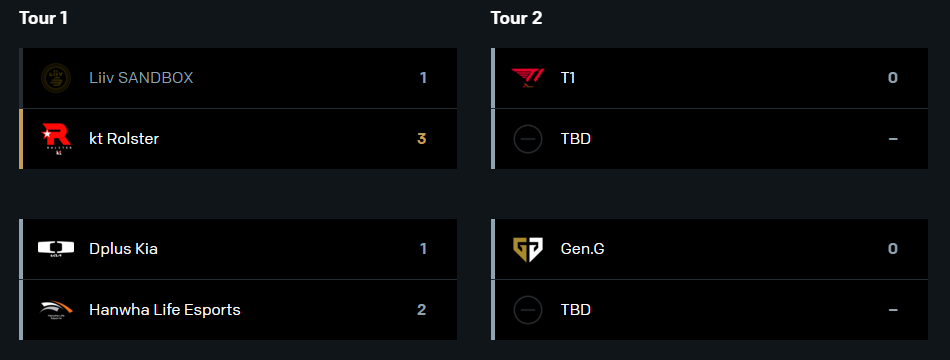 Tour 1
Liiv SANDBOX 1
kt Rolster 3
Dplus Kia 1
Hanwha Life Esports 2
Tour 2
T1 0
TBD –
Gen.G 0
TBD –